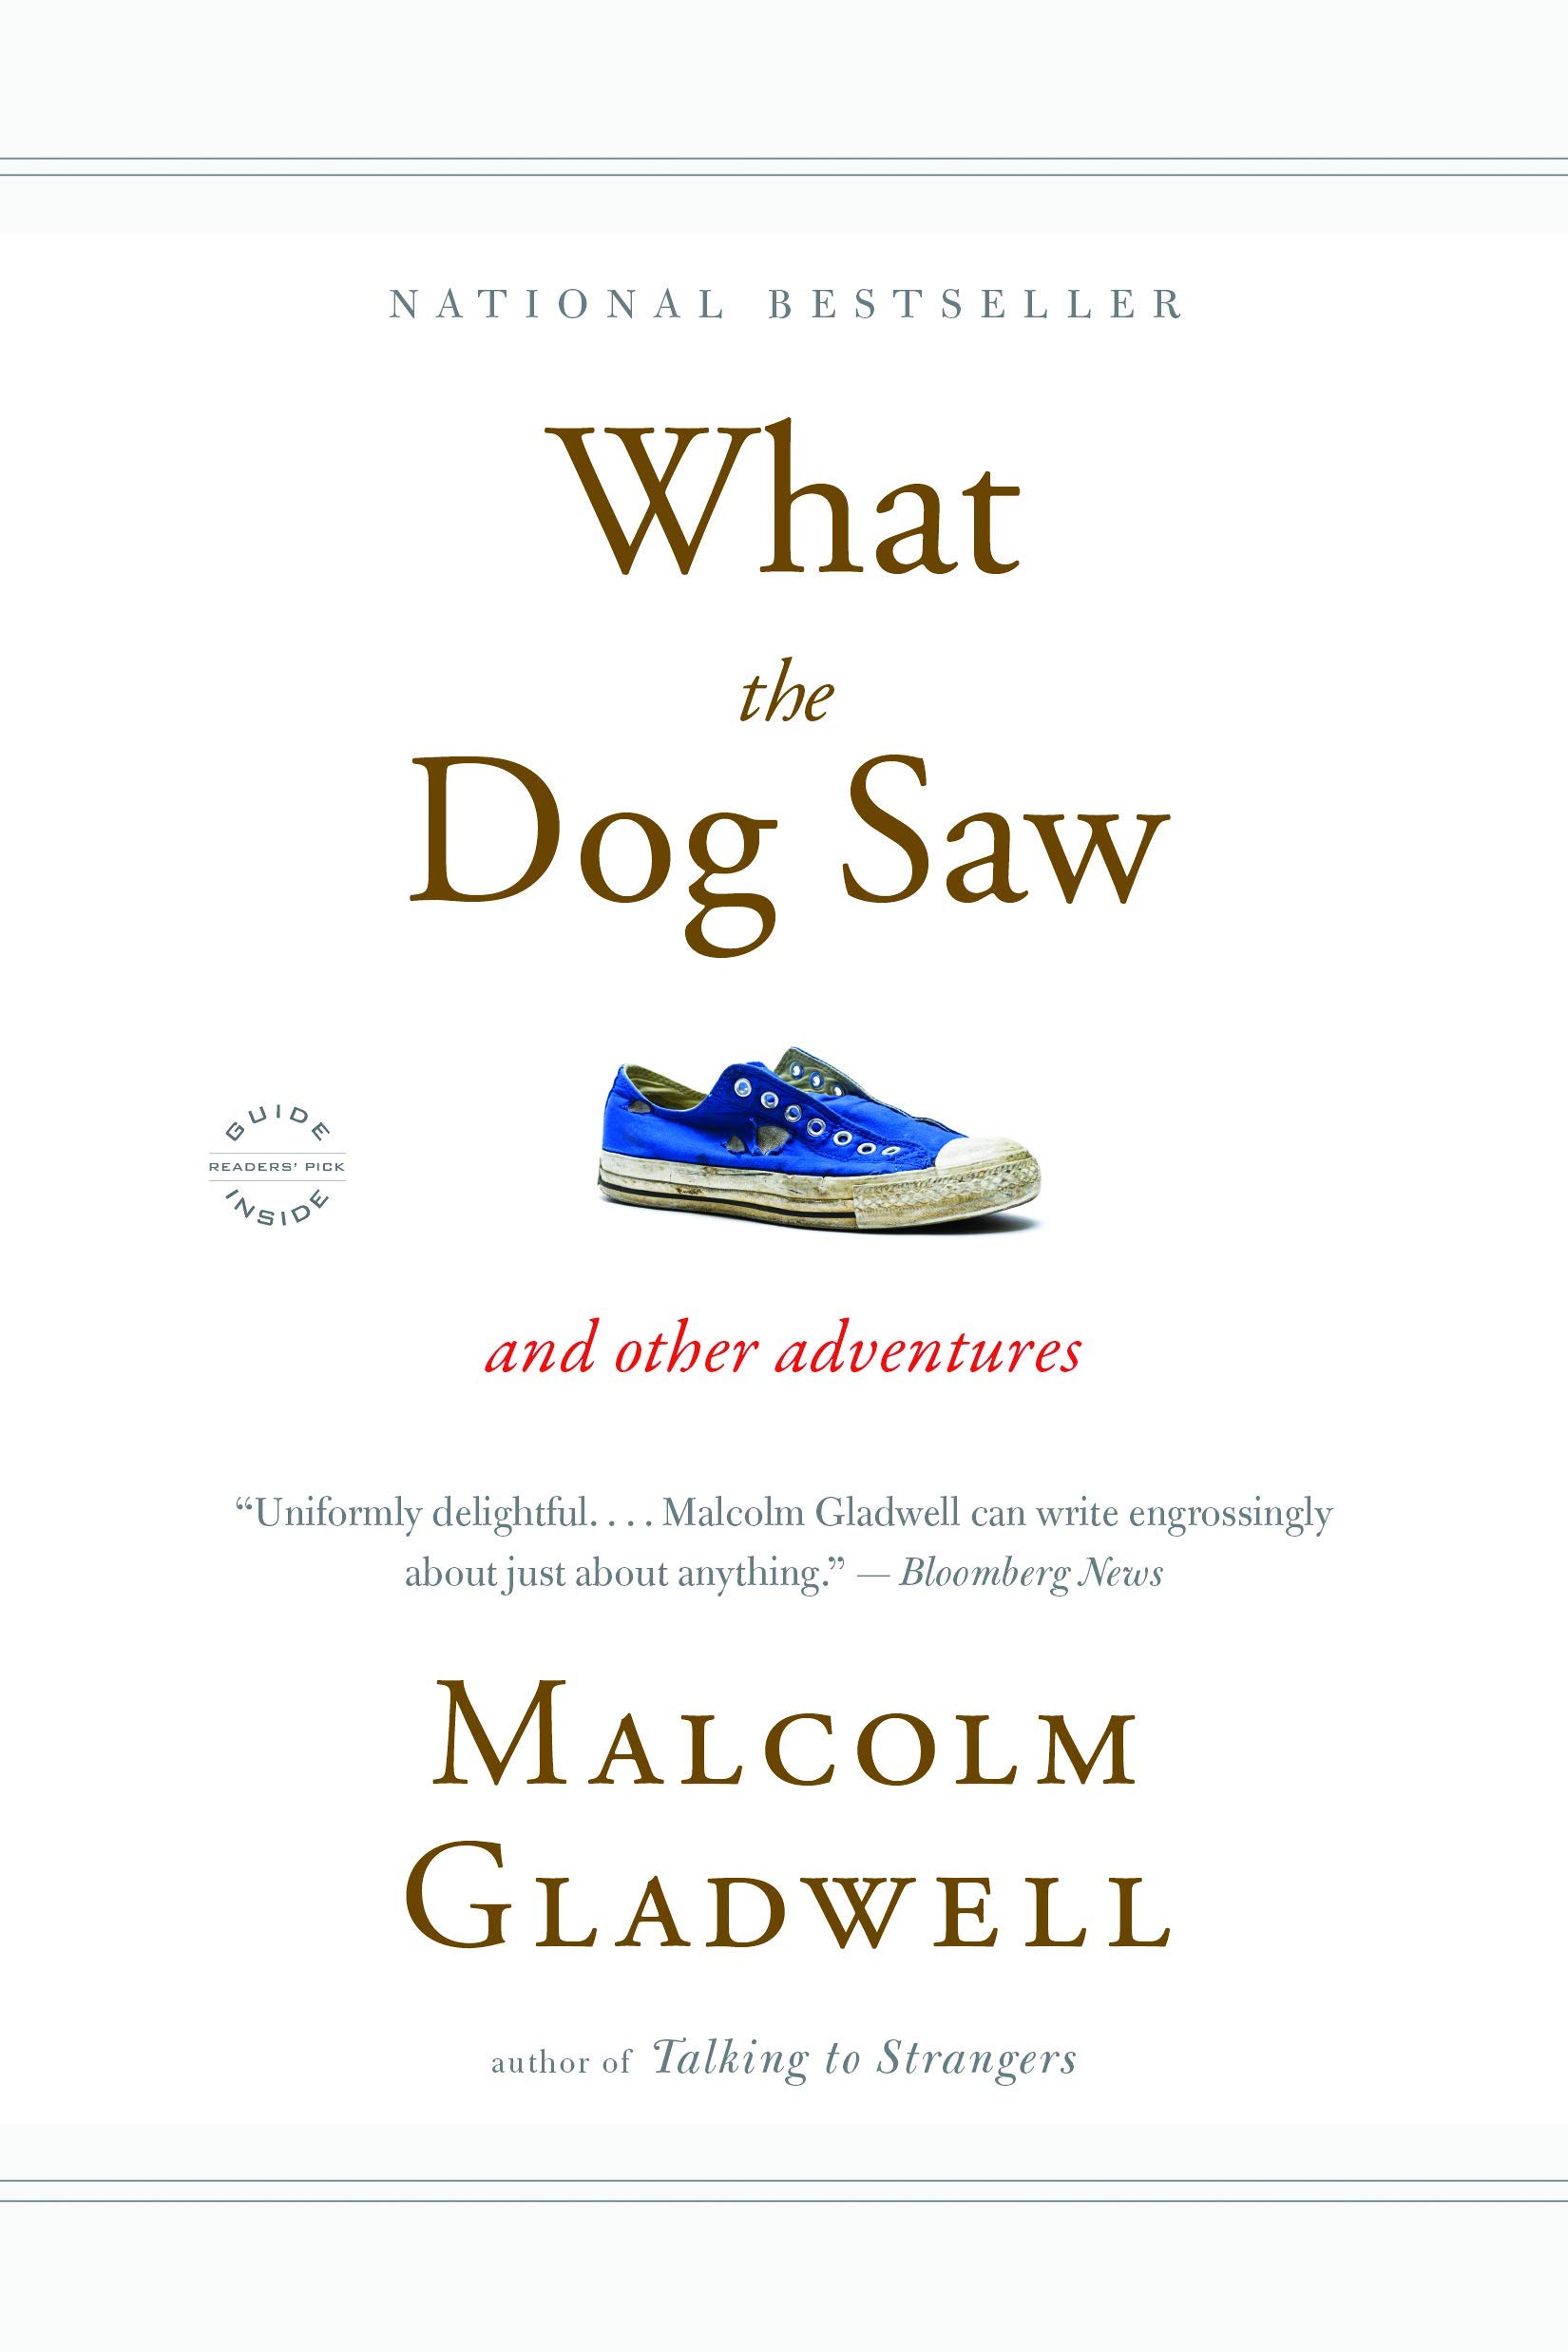 NATIONAL BESTSELLER
What
the
Dog Saw
GUIDE
READERS' PICK
INSIDE
and other adventures
“Uniformly delightful. . . . Malcolm Gladwell can write engrossingly
about just about anything.” — Bloomberg News
MALCOLM
GLADWELL
author of Talking to Strangers